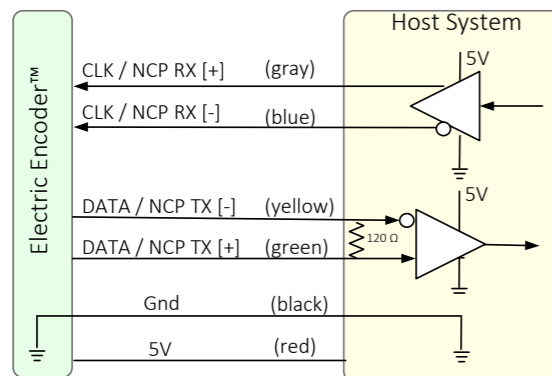 Host System
5V
CLK / NCP RX [+] (gray)
CLK / NCP RX [-] (blue)
Electric Encoder™
5V
DATA / NCP TX [-] (yellow)
120 Ω
DATA / NCP TX [+] (green)
Gnd (black)
5V (red)